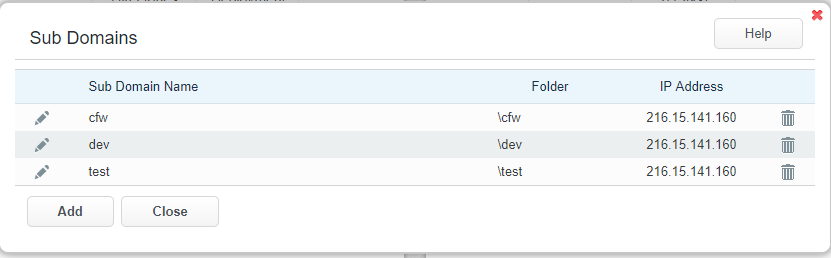 Sub Domains
Help
Sub Domain Name Folder IP Address
cfw \cfw 216.15.141.160
dev \dev 216.15.141.160
test \test 216.15.141.160
Add Close